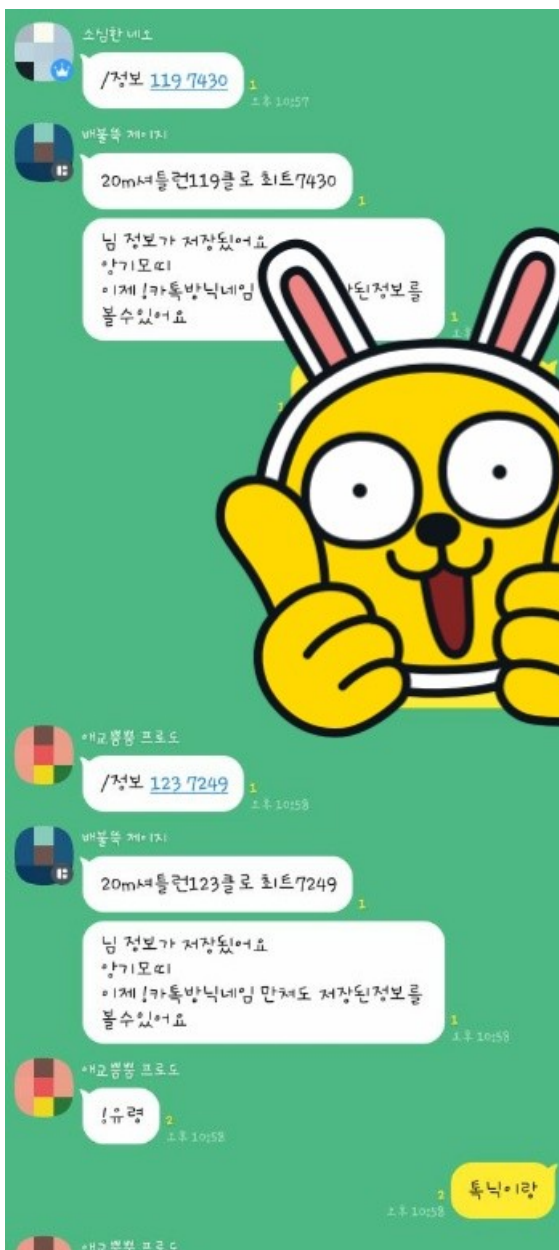 소심한 네오
/정보 119 7430
1
오후 10:57
배불뚝 제이지
20m셔틀런119클로 최트7430
1
님 정보가 저장됬어요
앙기모띠
이제 !카톡방닉네임 된정보를
볼수있어요
1
애교뿜뿜 프로도
/정보 123 7249
1
오후 10:58
배불뚝 제이지
20m셔틀런123클로 최트7249
1
님 정보가 저장됬어요
앙기모띠
이제 !카톡방닉네임 만쳐도 저장된정보를
볼수있어요
1
오후 10:58
애교뿜뿜 프로도
!유령
2
오후 10:58
톡닉이랑
2
오후 10:58
애교뿜뿜 프로도